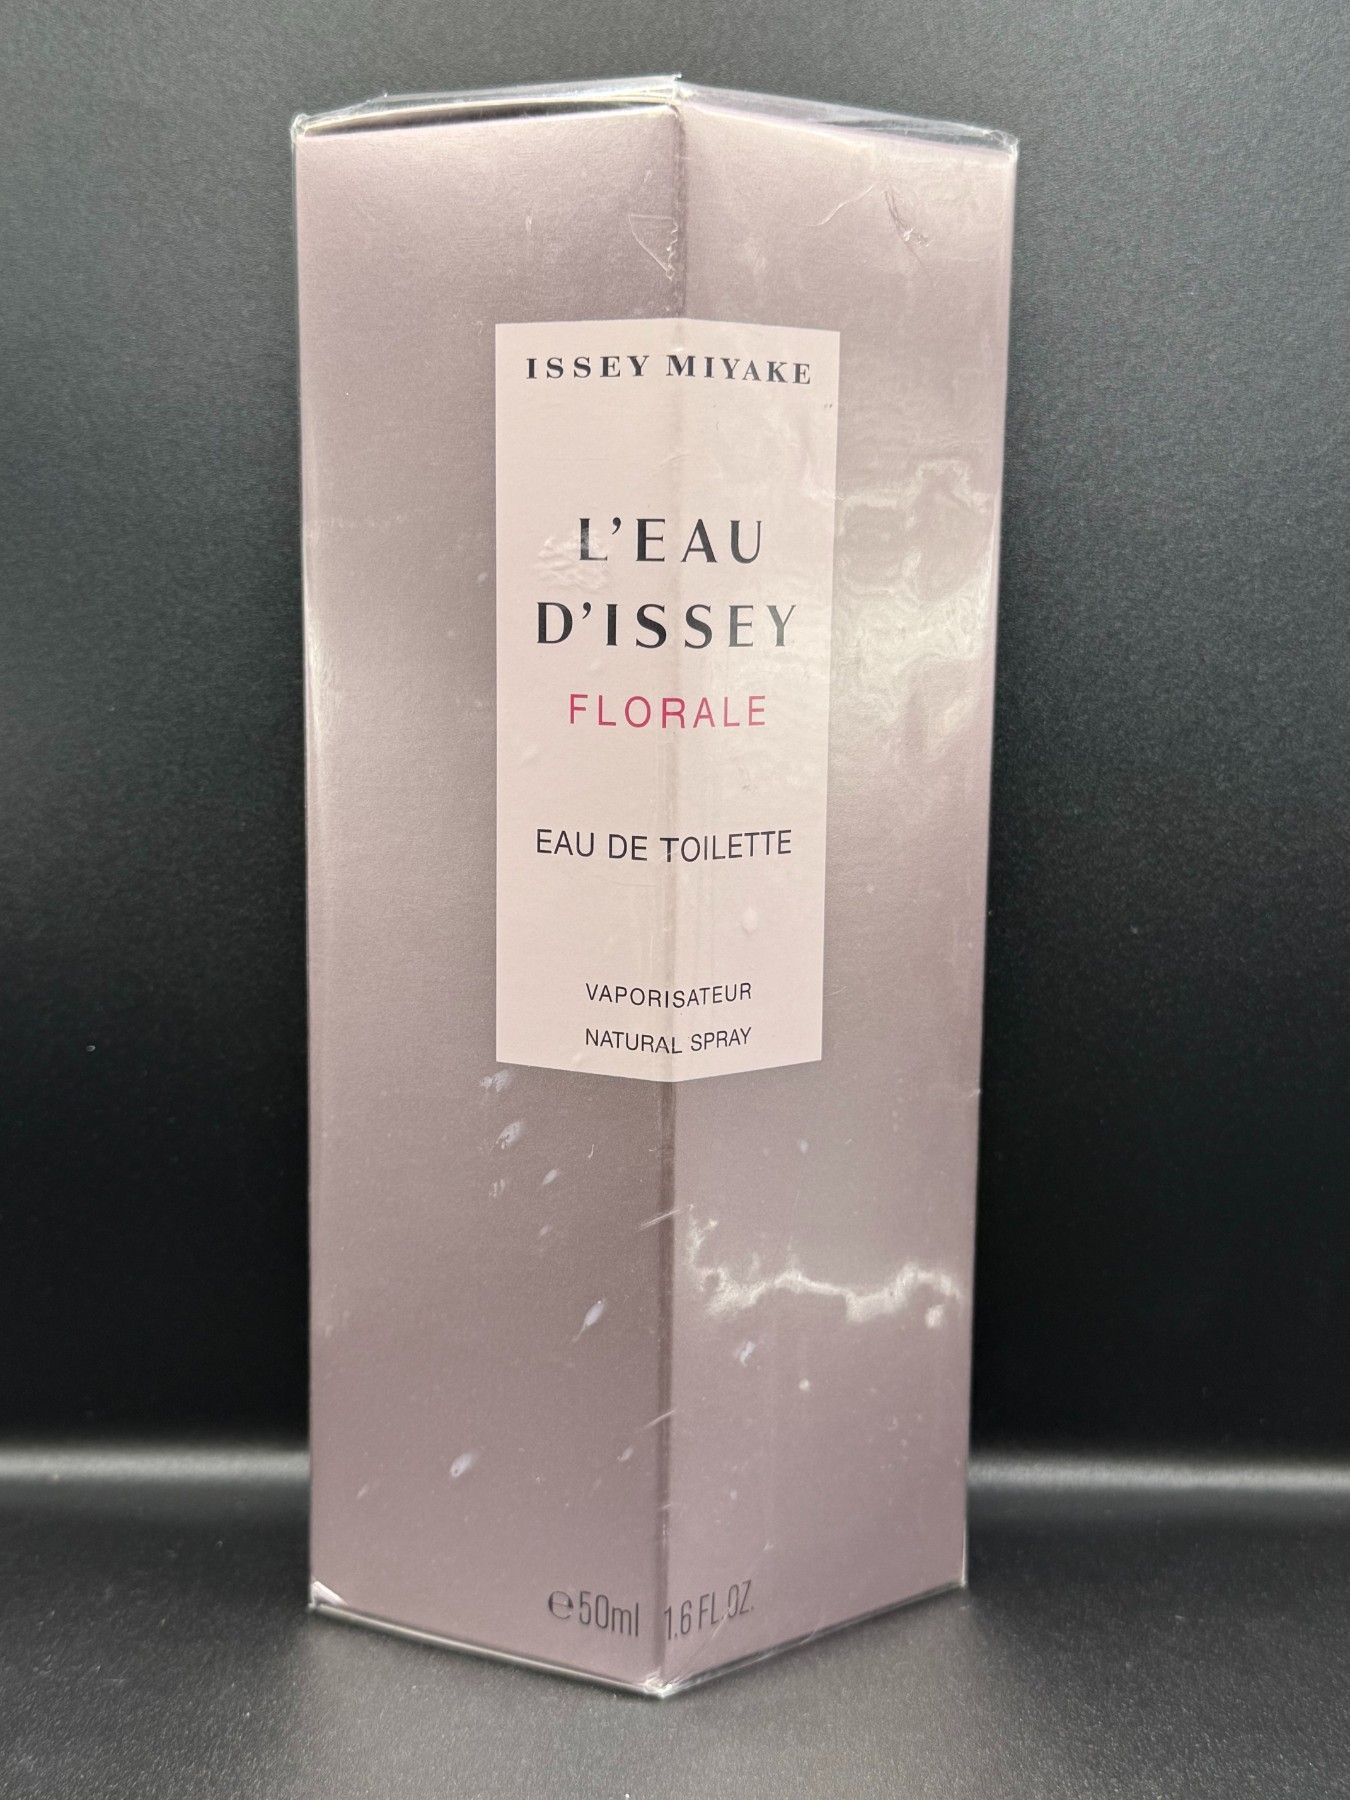 ISSEY MIYAKE
L'EAU
D'ISSEY
FLORALE
EAU DE TOILETTE
VAPORISATEUR
NATURAL SPRAY
℮50ml 1.6 FL.OZ.